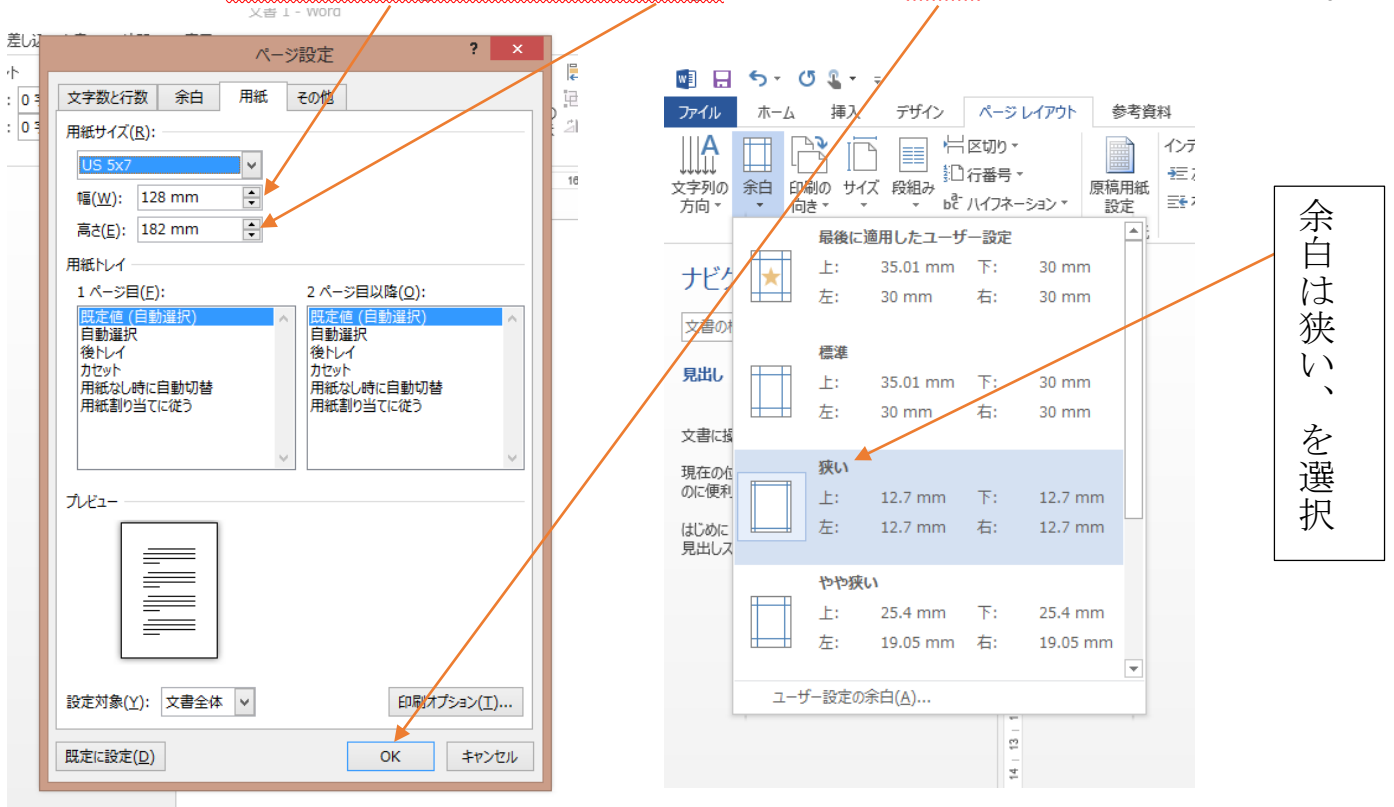 文書 1 - Word
ページ設定
? ×
文字数と行数 余白 用紙 その他
用紙サイズ(R):
US 5x7
幅(W): 128 mm
高さ(E): 182 mm
用紙トレイ
1 ページ目(F):
既定値 (自動選択)
自動選択
後トレイ
カセット
用紙なし時に自動切替
用紙割り当てに従う
2 ページ目以降(O):
既定値 (自動選択)
自動選択
後トレイ
カセット
用紙なし時に自動切替
用紙割り当てに従う
プレビュー
設定対象(Y): 文書全体
印刷オプション(T)...
既定に設定(D)
OK
キャンセル
ファイル ホーム 挿入 デザイン ページ レイアウト 参考資料
文字列の方向
余白
印刷の向き
サイズ
段組み
区切り
行番号
ハイフネーション
原稿用紙設定
ナビ
見出し
現在の
のに便利
はじめに
見出し
最後に適用したユーザー設定
上: 35.01 mm 下: 30 mm
左: 30 mm 右: 30 mm
標準
上: 35.01 mm 下: 30 mm
左: 30 mm 右: 30 mm
狭い
上: 12.7 mm 下: 12.7 mm
左: 12.7 mm 右: 12.7 mm
やや狭い
上: 25.4 mm 下: 25.4 mm
左: 19.05 mm 右: 19.05 mm
ユーザー設定の余白(A)...
13
14
余白は狭い、を選択